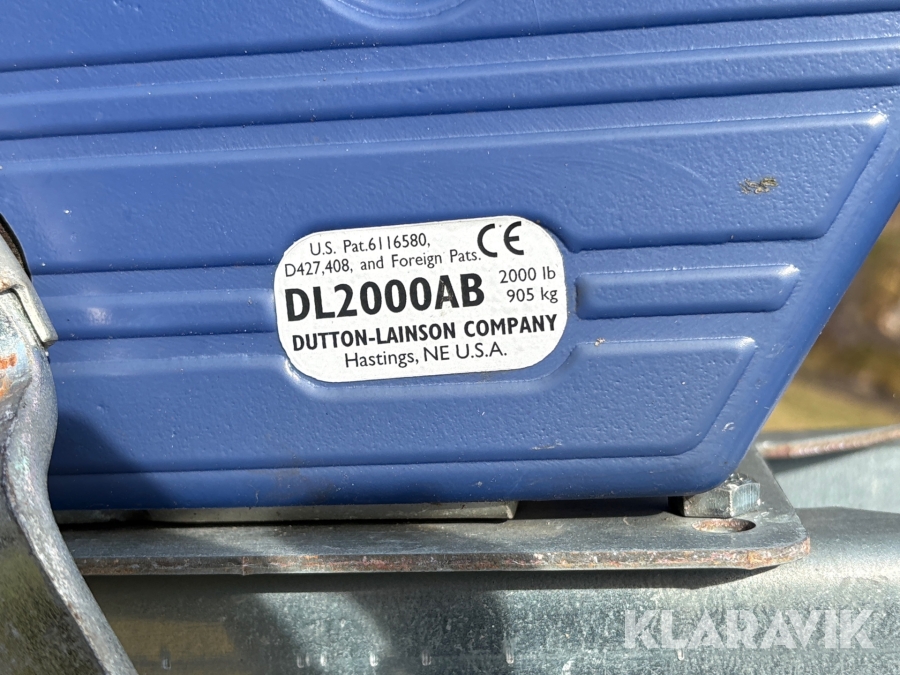 U.S. Pat.6116580, CE
D427,408, and Foreign Pats.
DL2000AB 2000 lb
905 kg
DUTTON-LAINSON COMPANY
Hastings, NE U.S.A.
KLARAVIK